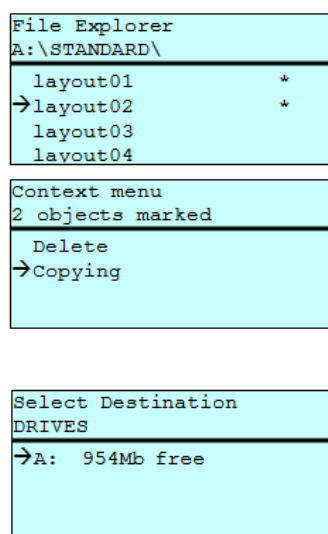 File Explorer
A:\STANDARD\
layout01 *
→layout02 *
layout03
layout04
Context menu
2 objects marked
Delete
→Copying
Select Destination
DRIVES
→A: 954Mb free